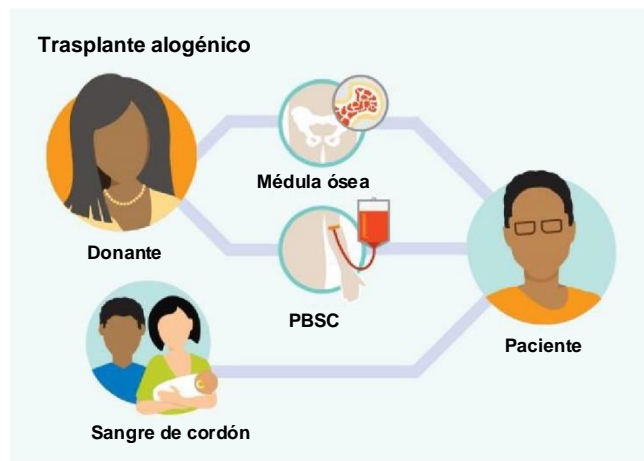 Trasplante alogénico
Médula ósea
Donante
PBSC
Paciente
Sangre de cordón